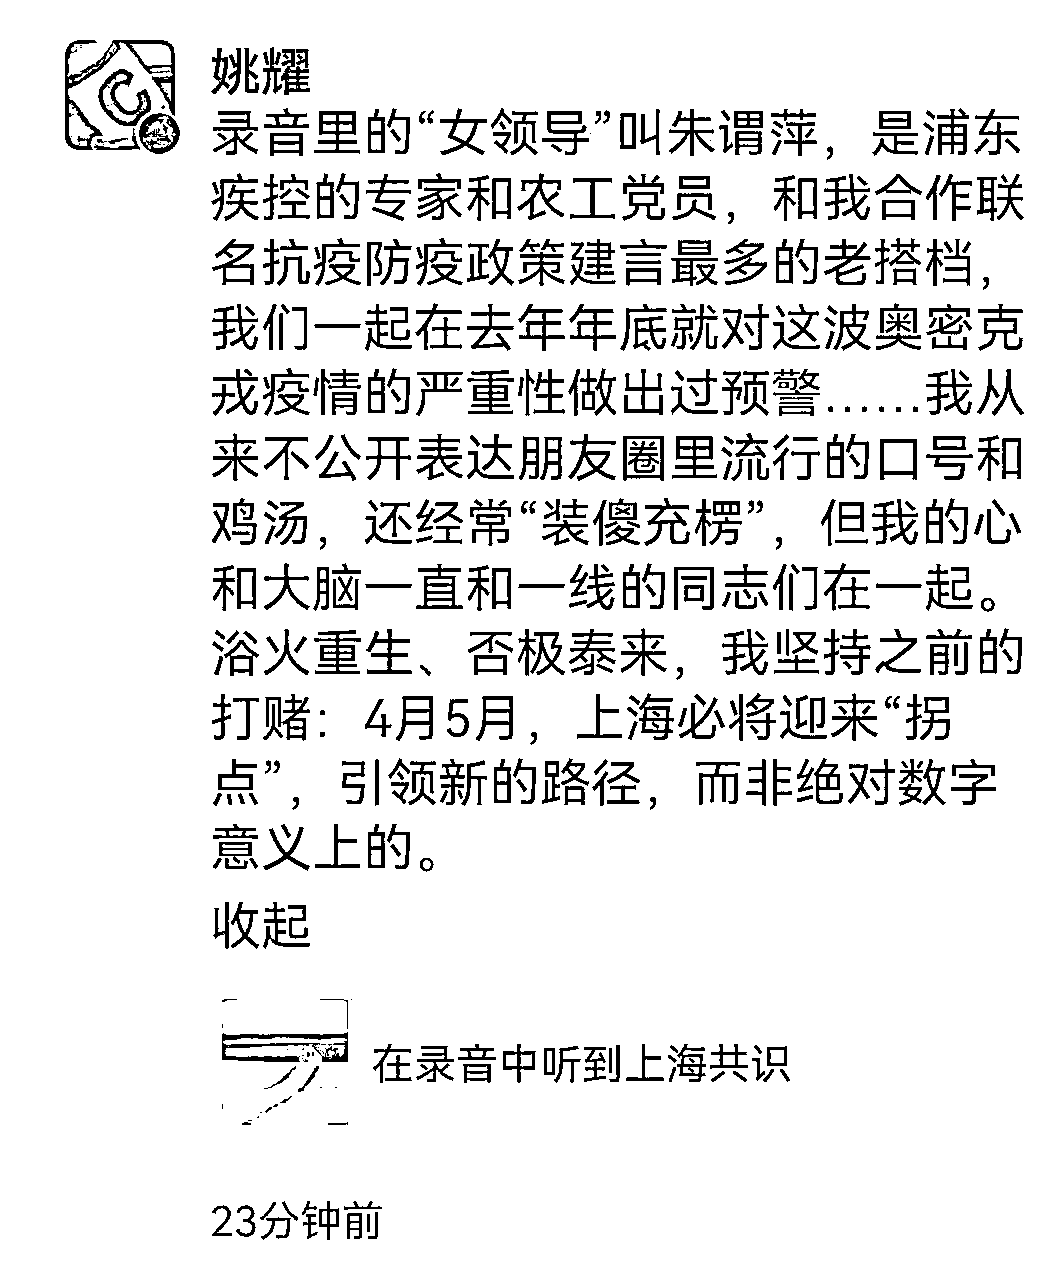 姚耀
录音里的“女领导”叫朱谓萍，是浦东
疾控的专家和农工党员，和我合作联
名抗疫防疫政策建言最多的老搭档，
我们一起在去年年底就对这波奥密克
戎疫情的严重性做出过预警……我从
来不公开表达朋友圈里流行的口号和
鸡汤，还经常“装傻充楞”，但我的心
和大脑一直和一线的同志们在一起。
浴火重生、否极泰来，我坚持之前的
打赌：4月5月，上海必将迎来“拐
点”，引领新的路径，而非绝对数字
意义上的。
收起
在录音中听到上海共识
23分钟前